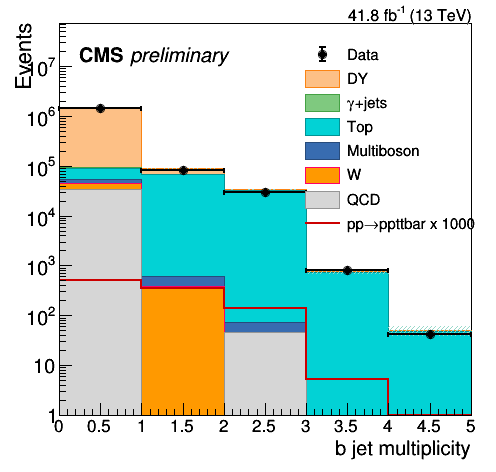 41.8 fb⁻¹ (13 TeV)
Events
CMS preliminary
Data
DY
γ+jets
Top
Multiboson
W
QCD
pp→ppttbar x 1000
10⁷
10⁶
10⁵
10⁴
10³
10²
10
1
0 0.5 1 1.5 2 2.5 3 3.5 4 4.5 5
b jet multiplicity